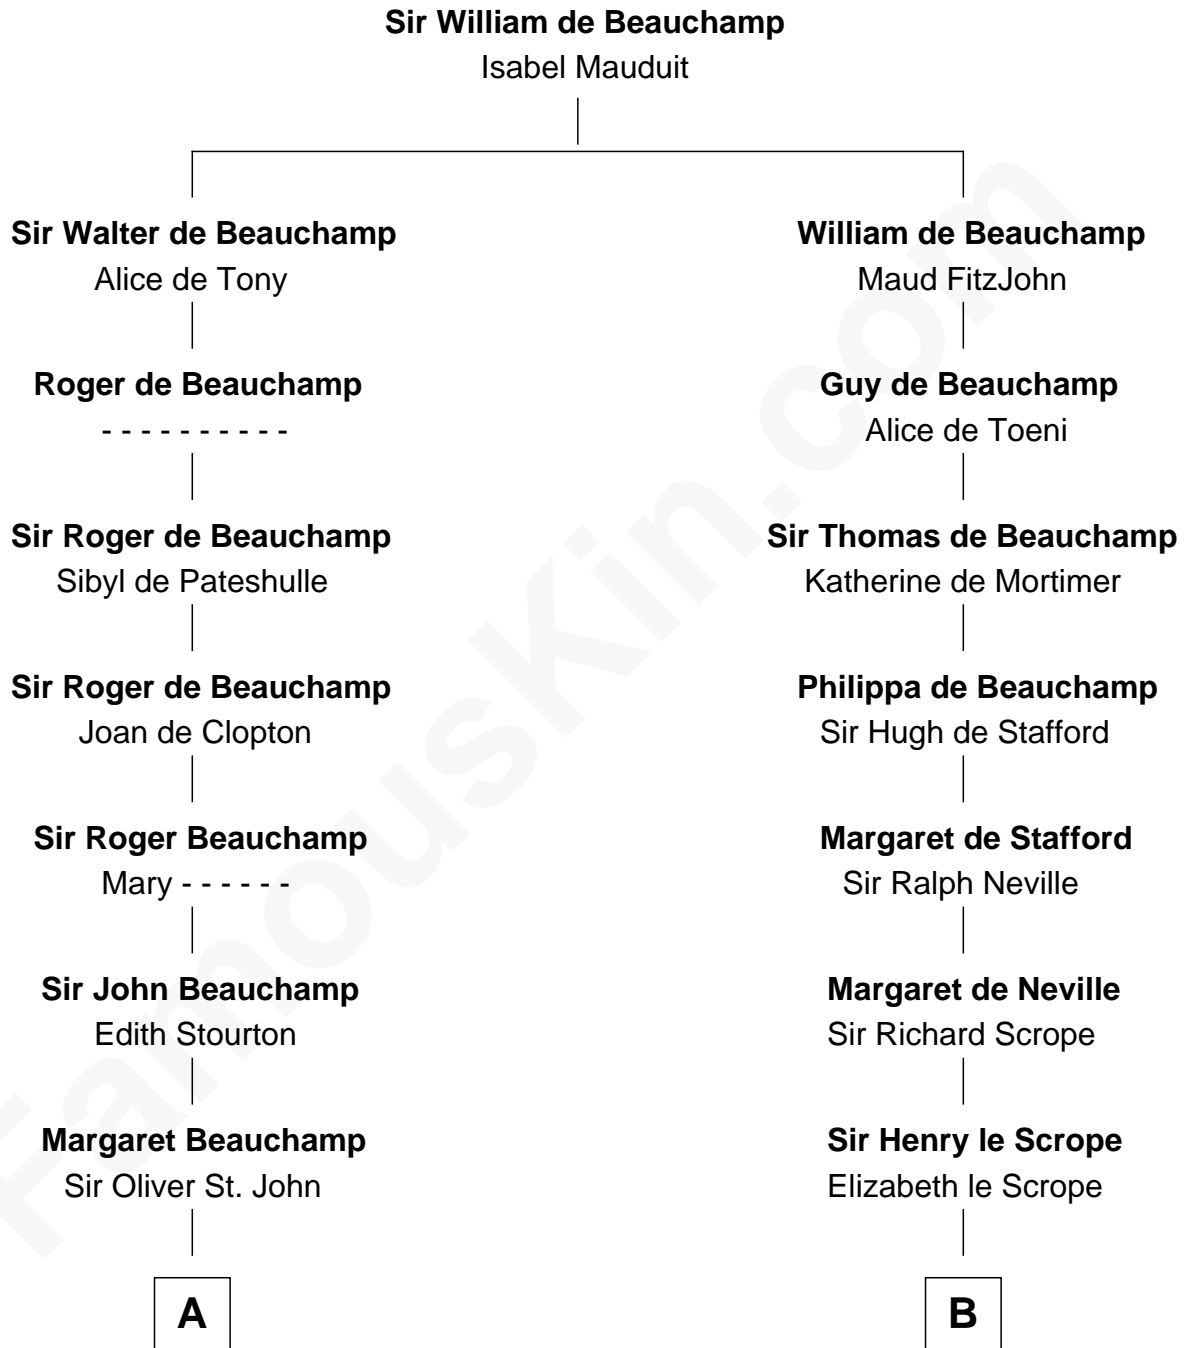 Sir William de Beauchamp
Isabel Mauduit
Sir Walter de Beauchamp
Alice de Tony
William de Beauchamp
Maud FitzJohn
Roger de Beauchamp
- - - - - - - - - -
Guy de Beauchamp
Alice de Toeni
Sir Roger de Beauchamp
Sibyl de Pateshulle
Sir Thomas de Beauchamp
Katherine de Mortimer
Sir Roger de Beauchamp
Joan de Clopton
Philippa de Beauchamp
Sir Hugh de Stafford
Sir Roger Beauchamp
Mary - - - - - -
Margaret de Stafford
Sir Ralph Neville
Sir John Beauchamp
Edith Stourton
Margaret de Neville
Sir Richard Scrope
Margaret Beauchamp
Sir Oliver St. John
Sir Henry le Scrope
Elizabeth le Scrope
A
B
FamousKin.com